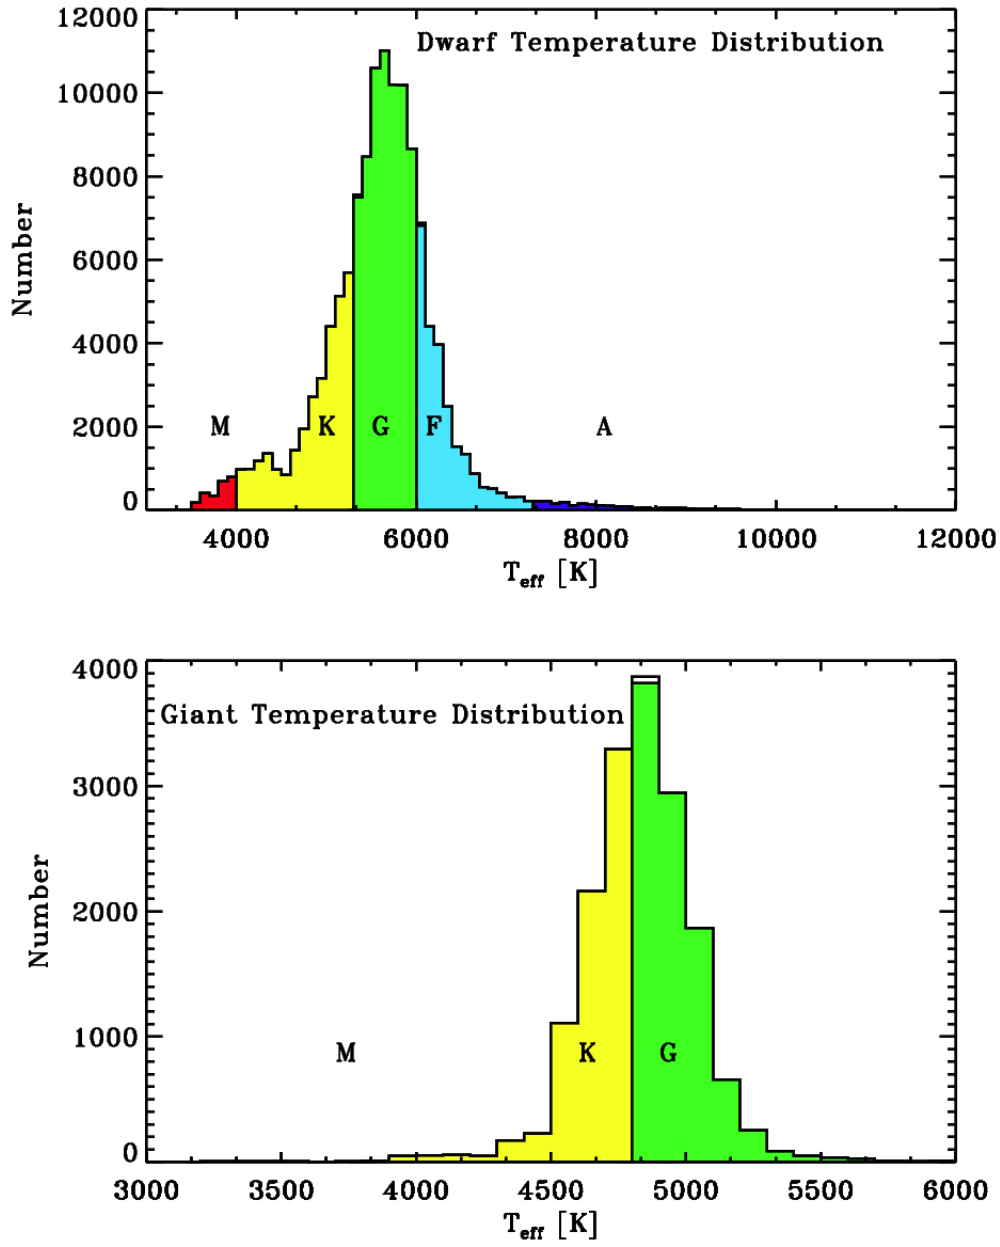 Dwarf Temperature Distribution
12000
10000
8000
6000
4000
2000
0
Number
M K G F A
4000 6000 8000 10000 12000
Teff [K]
Giant Temperature Distribution
4000
3000
2000
1000
0
Number
M K G
3000 3500 4000 4500 5000 5500 6000
Teff [K]